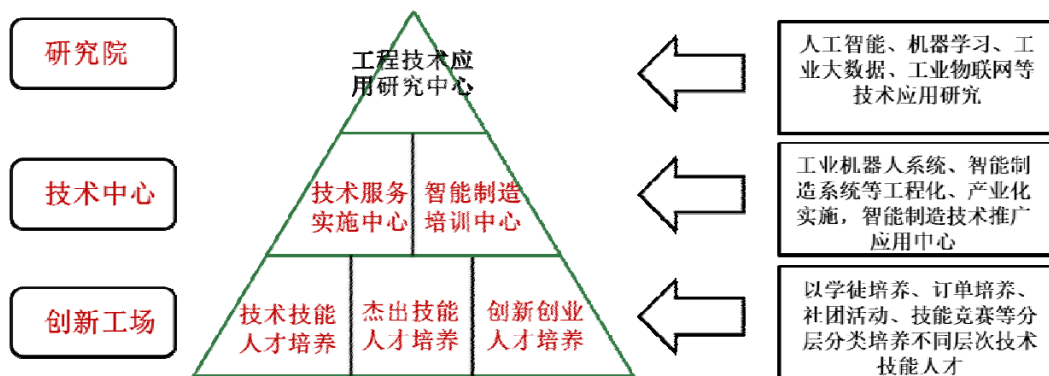 研究院
工程技术应
用研究中心
人工智能、机器学习、工
业大数据、工业物联网等
技术应用研究
技术中心
技术服务
实施中心
智能制造
培训中心
工业机器人系统、智能制
造系统等工程化、产业化
实施，智能制造技术推广
应用中心
创新工场
技术技能
人才培养
杰出技能
人才培养
创新创业
人才培养
以学徒培养、订单培养、
社团活动、技能竞赛等分
层分类培养不同层次技术
技能人才